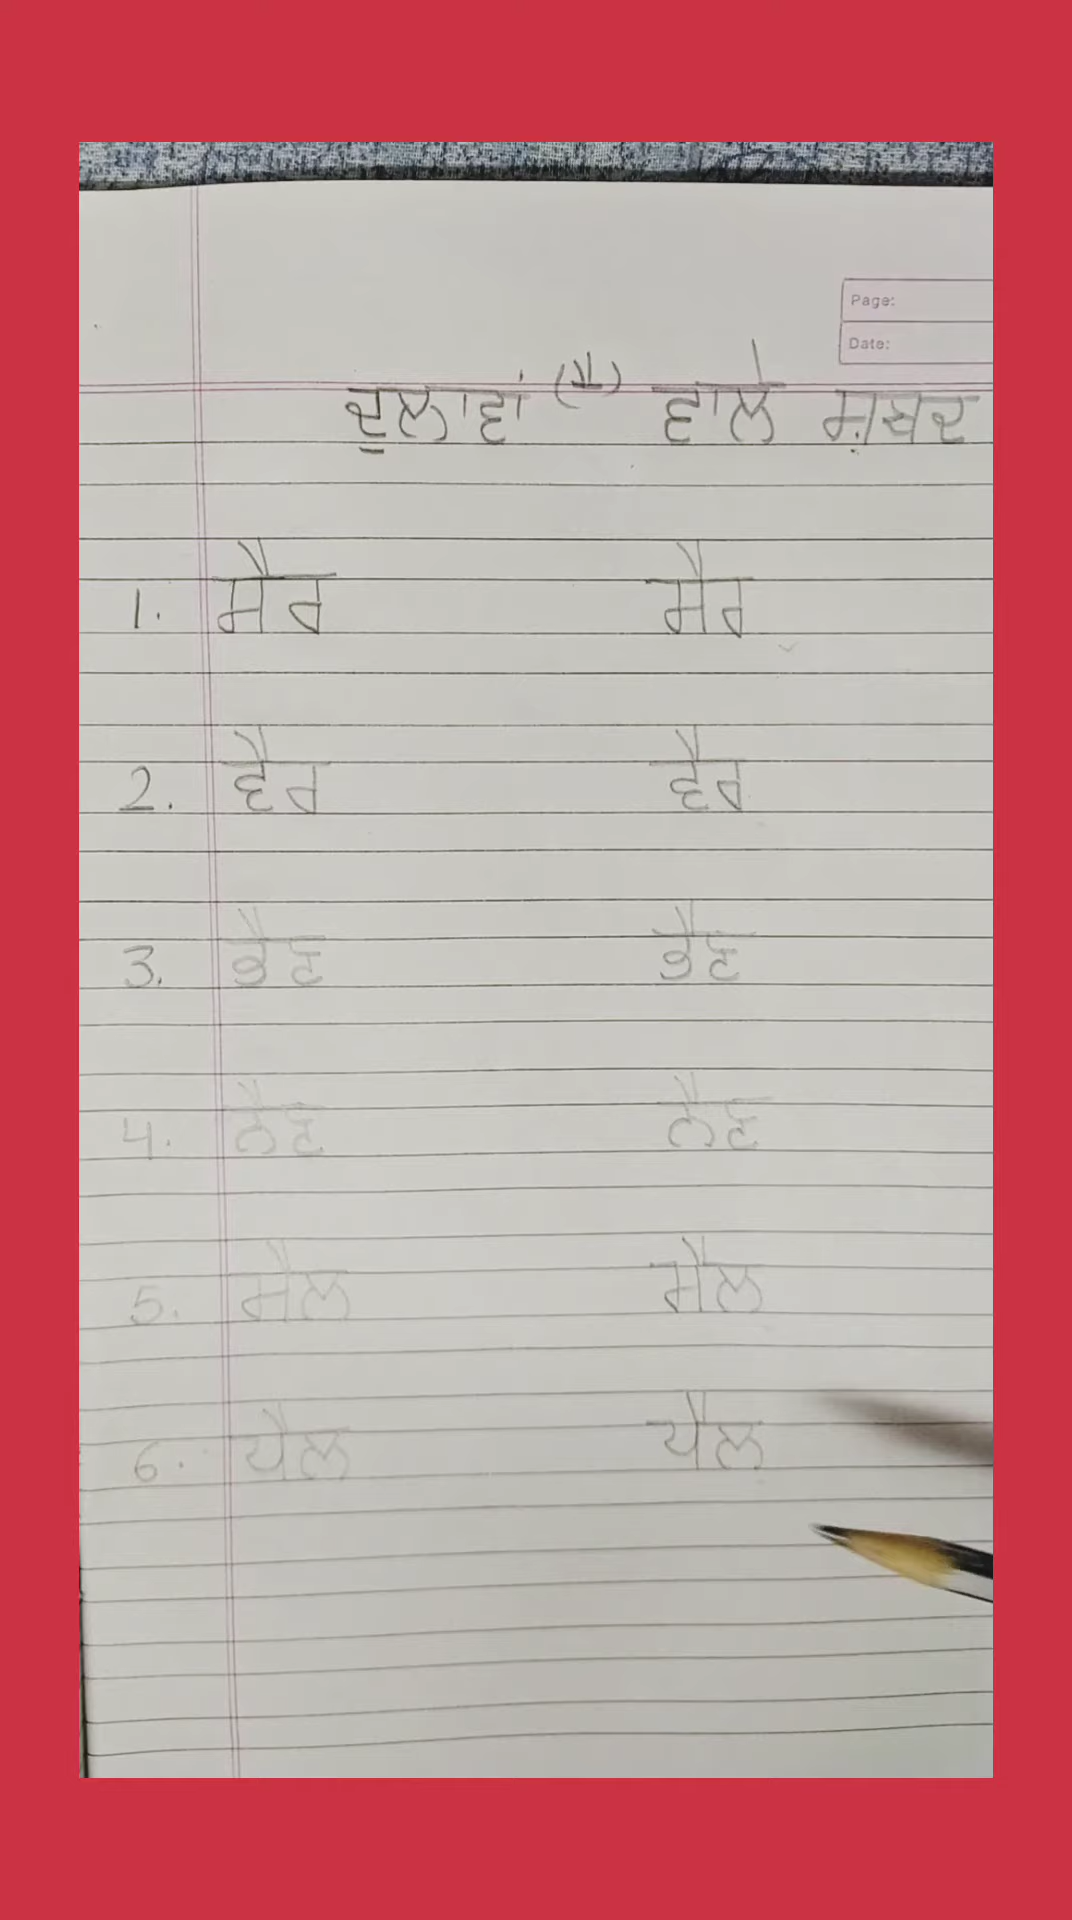 Page:
Date:
ਦੂਲਾਵਾਂ (ੈ) ਵਾਲੇ ਸ਼ਬਦ
1. ਸੈਰ ਸੈਰ
2. ਵੈਰ ਵੈਰ
3. ਭੈਣ ਭੈਣ
4. ਨੈਣ ਨੈਣ
5. ਮੈਲ ਮੈਲ
6. ਪੈਲ ਪੈਲ